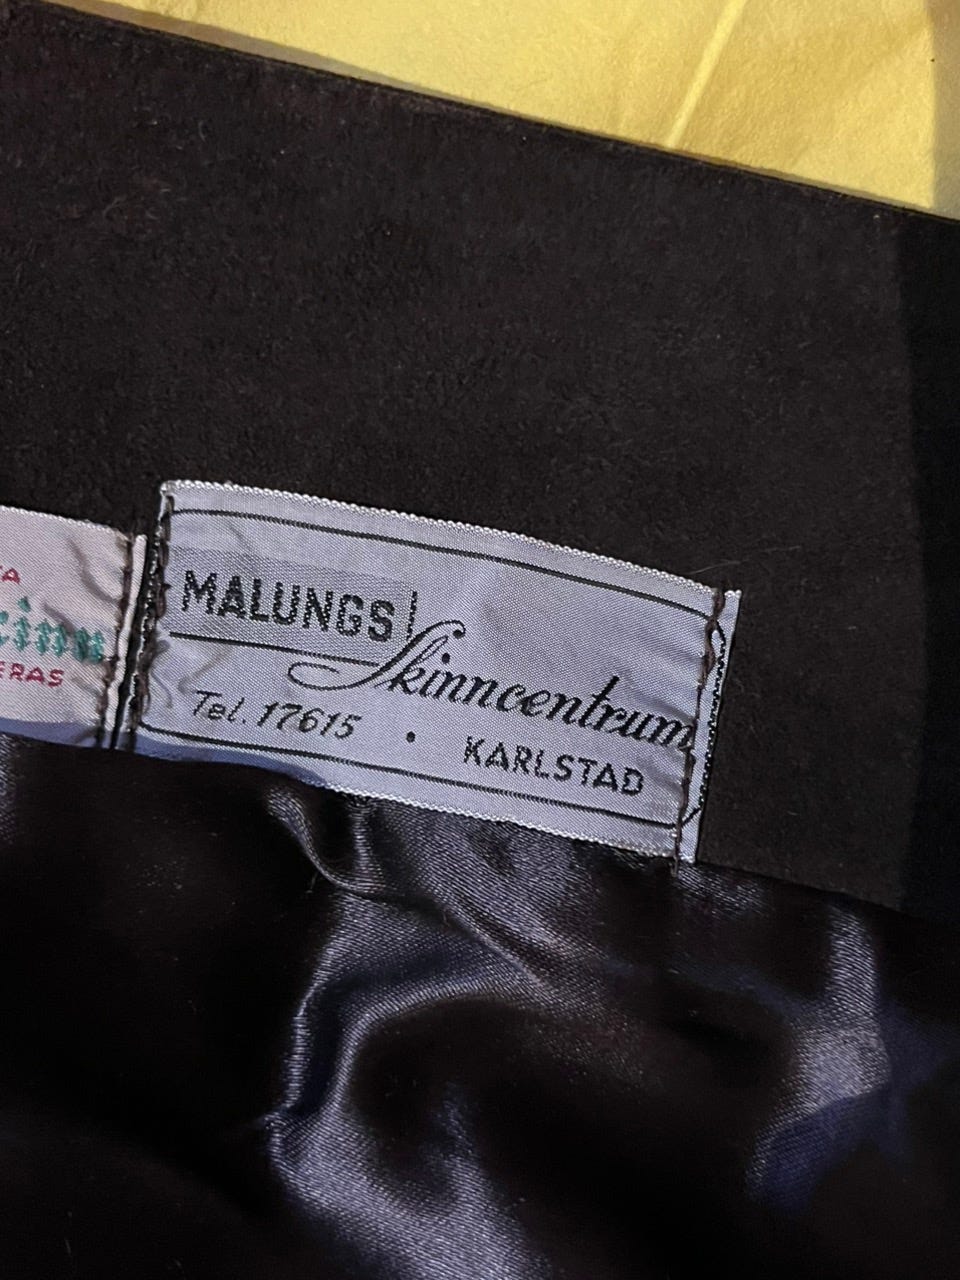 MALUNGS
Skinncentrum
Tel. 17615 • KARLSTAD